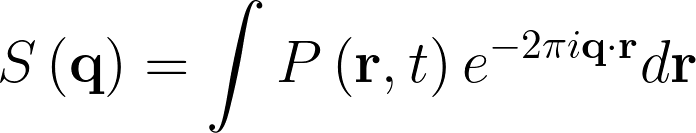 S(𝐪) = ∫ P(𝐫, t) e^{−2πi𝐪·𝐫} d𝐫